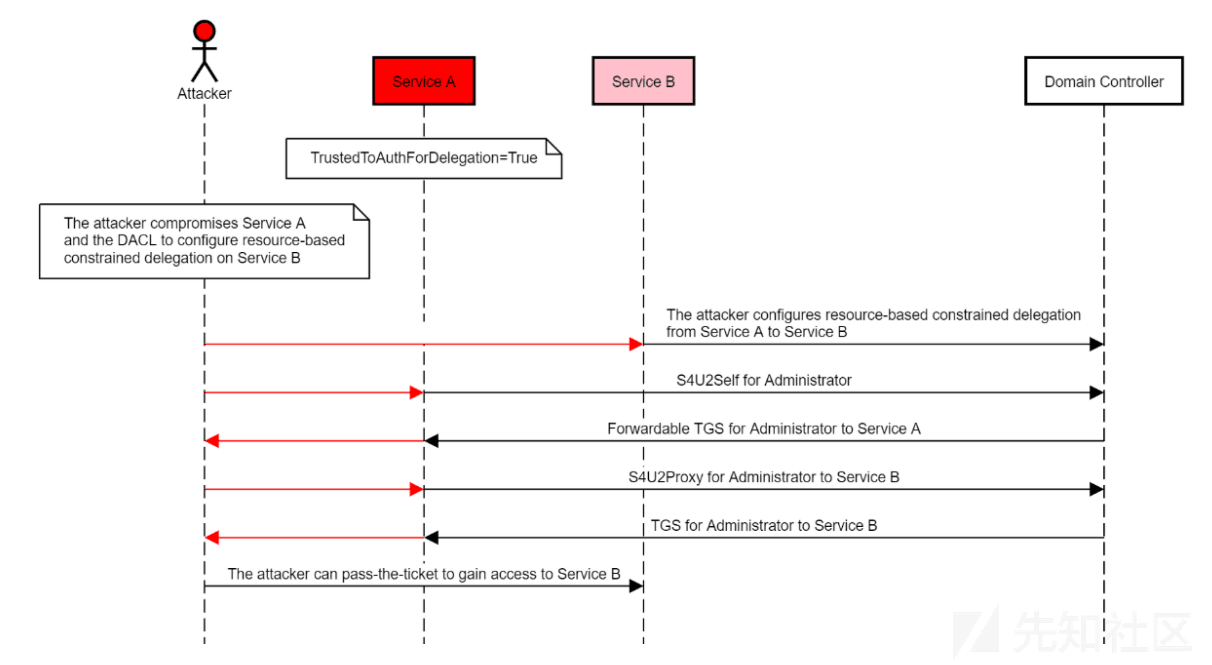 Attacker
Service A
Service B
Domain Controller
TrustedToAuthForDelegation=True
The attacker compromises Service A
and the DACL to configure resource-based
constrained delegation on Service B
The attacker configures resource-based constrained delegation
from Service A to Service B
S4U2Self for Administrator
Forwardable TGS for Administrator to Service A
S4U2Proxy for Administrator to Service B
TGS for Administrator to Service B
The attacker can pass-the-ticket to gain access to Service B
先知社区